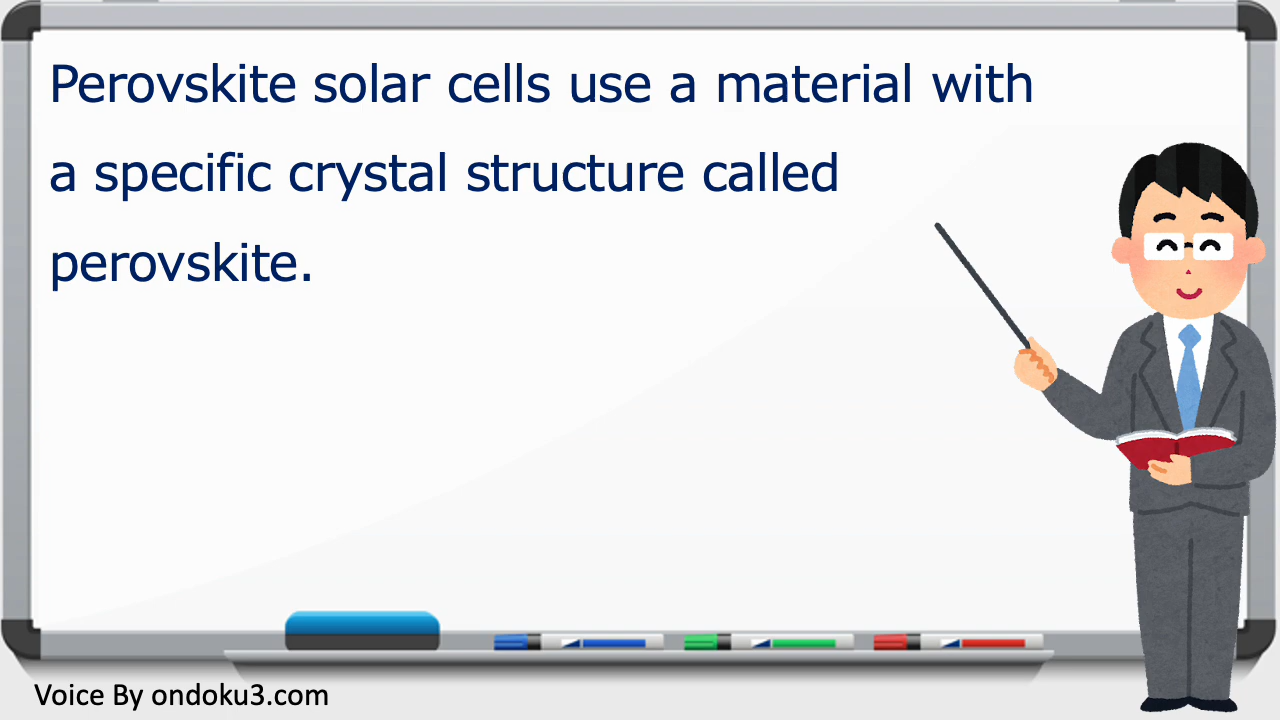 Perovskite solar cells use a material with
a specific crystal structure called
perovskite.
Voice By ondoku3.com